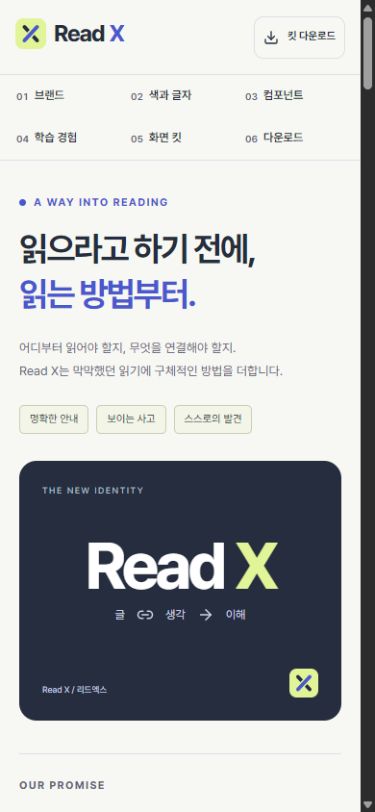 Read X
킷 다운로드
01 브랜드
02 색과 글자
03 컴포넌트
04 학습 경험
05 화면 킷
06 다운로드
A WAY INTO READING
읽으라고 하기 전에,
읽는 방법부터.
어디부터 읽어야 할지, 무엇을 연결해야 할지.
Read X는 막막했던 읽기에 구체적인 방법을 더합니다.
명확한 안내
보이는 사고
스스로의 발견
THE NEW IDENTITY
Read X
글 생각 이해
Read X / 리드엑스
OUR PROMISE